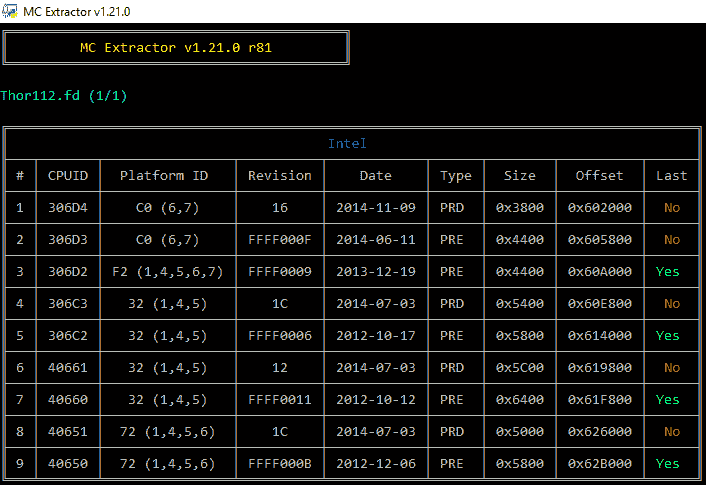 MC Extractor v1.21.0
MC Extractor v1.21.0 r81
Thor112.fd (1/1)
Intel
# CPUID Platform ID Revision Date Type Size Offset Last
1 306D4 C0 (6,7) 16 2014-11-09 PRD 0x3800 0x602000 No
2 306D3 C0 (6,7) FFFF000F 2014-06-11 PRE 0x4400 0x605800 No
3 306D2 F2 (1,4,5,6,7) FFFF0009 2013-12-19 PRE 0x4400 0x60A000 Yes
4 306C3 32 (1,4,5) 1C 2014-07-03 PRD 0x5400 0x60E800 No
5 306C2 32 (1,4,5) FFFF0006 2012-10-17 PRE 0x5800 0x614000 Yes
6 40661 32 (1,4,5) 12 2014-07-03 PRD 0x5C00 0x619800 No
7 40660 32 (1,4,5) FFFF0011 2012-10-12 PRE 0x6400 0x61F800 Yes
8 40651 72 (1,4,5,6) 1C 2014-07-03 PRD 0x5000 0x626000 No
9 40650 72 (1,4,5,6) FFFF000B 2012-12-06 PRE 0x5800 0x62B000 Yes